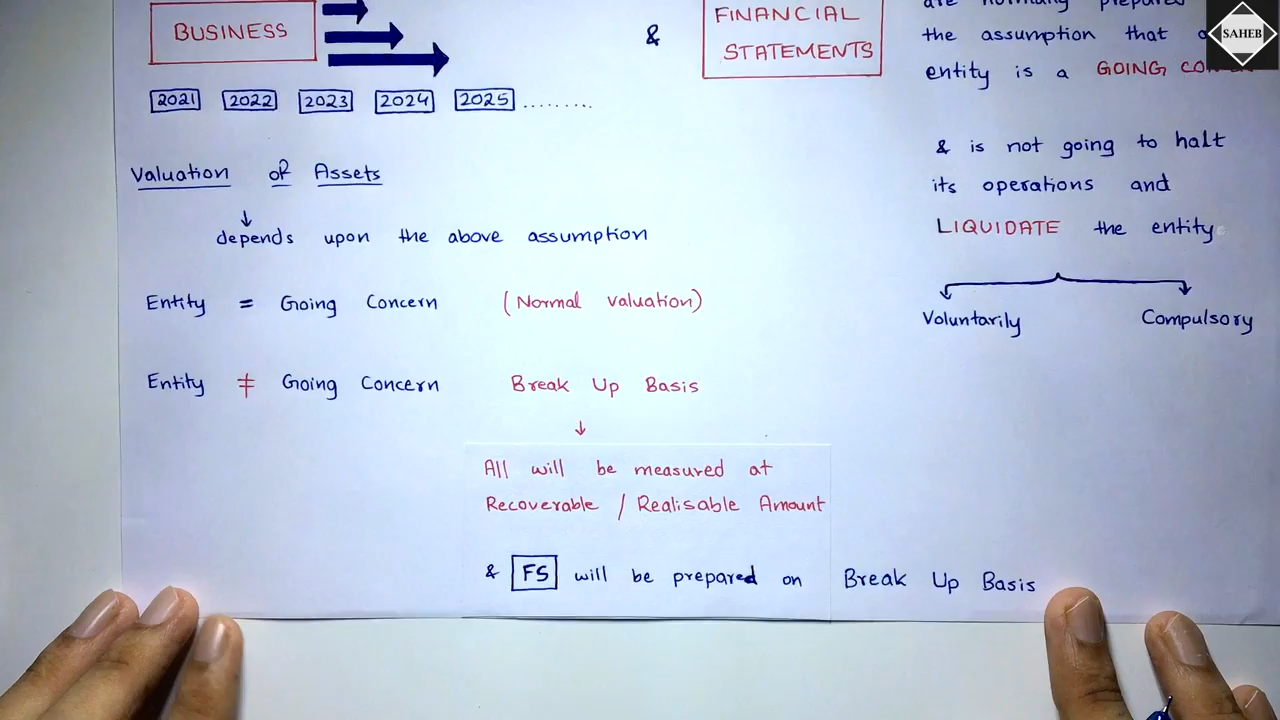 BUSINESS
2021 2022 2023 2024 2025 .........
&
FINANCIAL
STATEMENTS
the assumption that
entity is a GOING
& is not going to halt
its operations and
LIQUIDATE the entity
Voluntarily Compulsory
SAHEB
Valuation of Assets
depends upon the above assumption
Entity = Going Concern (Normal valuation)
Entity ≠ Going Concern Break Up Basis
All will be measured at
Recoverable / Realisable Amount
& FS will be prepared on Break Up Basis